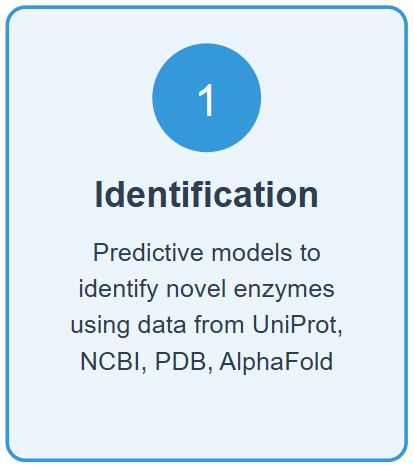 1
Identification
Predictive models to
identify novel enzymes
using data from UniProt,
NCBI, PDB, AlphaFold